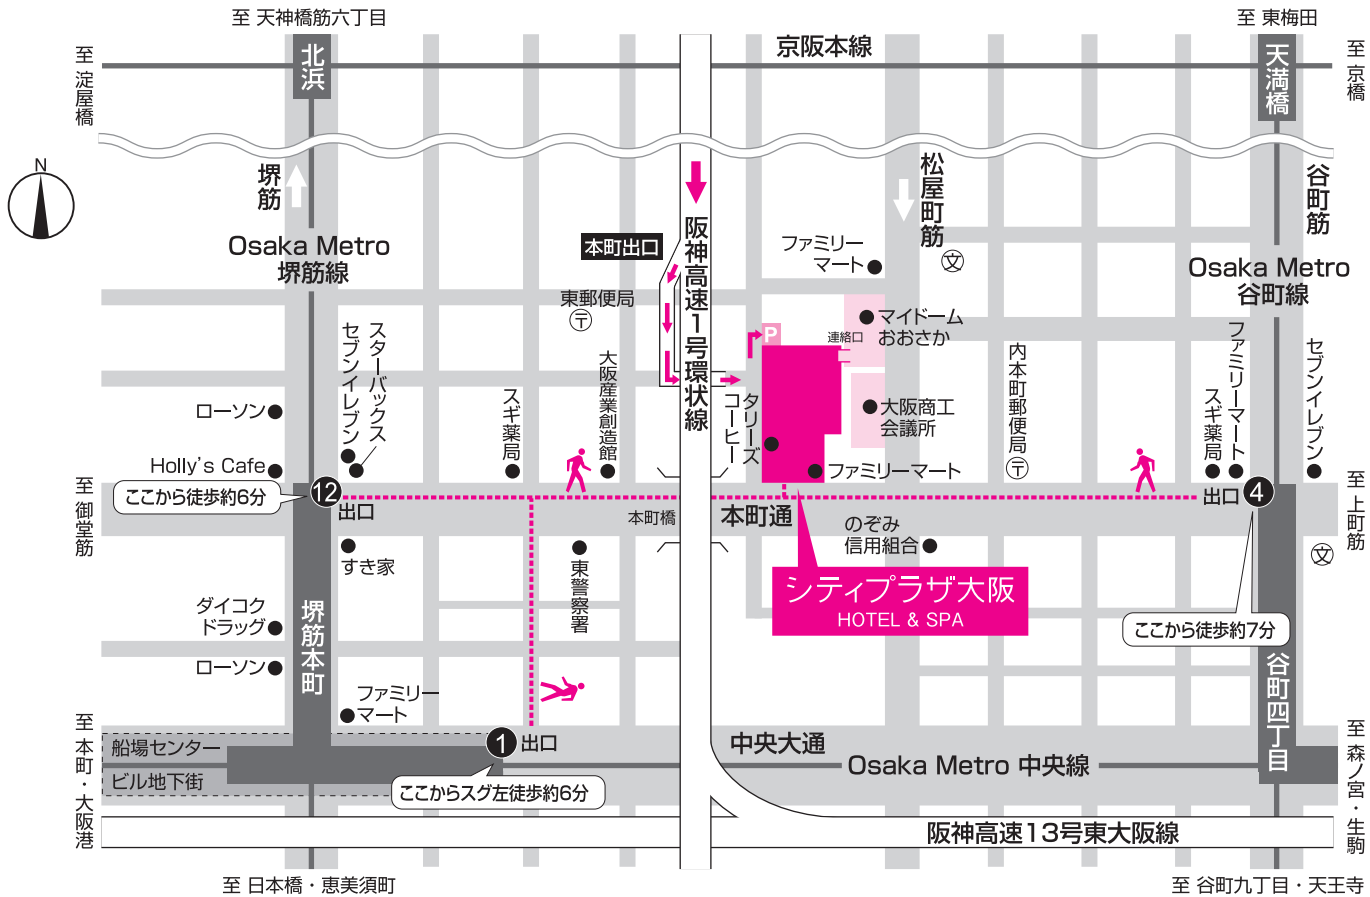 至 天神橋筋六丁目
至 東梅田
至 淀屋橋
北浜
京阪本線
天満橋
至 京橋
N
堺筋
松屋町筋
谷町筋
Osaka Metro
堺筋線
本町出口
阪神高速1号環状線
ファミリー
マート
文
Osaka Metro
谷町線
東郵便局
〒
P
連絡口
マイドーム
おおさか
セブンイレブン
スターバックス
ローソン
スギ薬局
大阪産業創造館
タリーズ
コーヒー
大阪商工
会議所
内本町郵便局
〒
スギ薬局
ファミリーマート
セブンイレブン
Holly's Cafe
ファミリーマート
至 御堂筋
ここから徒歩約6分
12
出口
本町橋
本町通
出口
4
至 上町筋
すき家
東警察署
のぞみ
信用組合
文
シティプラザ大阪
HOTEL & SPA
ダイコク
ドラッグ
ローソン
堺筋本町
ここから徒歩約7分
谷町四丁目
ファミリー
マート
至 本町・大阪港
船場センター
ビル地下街
1
出口
ここからスグ左徒歩約6分
中央大通
Osaka Metro 中央線
至 森ノ宮・生駒
阪神高速13号東大阪線
至 日本橋・恵美須町
至 谷町九丁目・天王寺